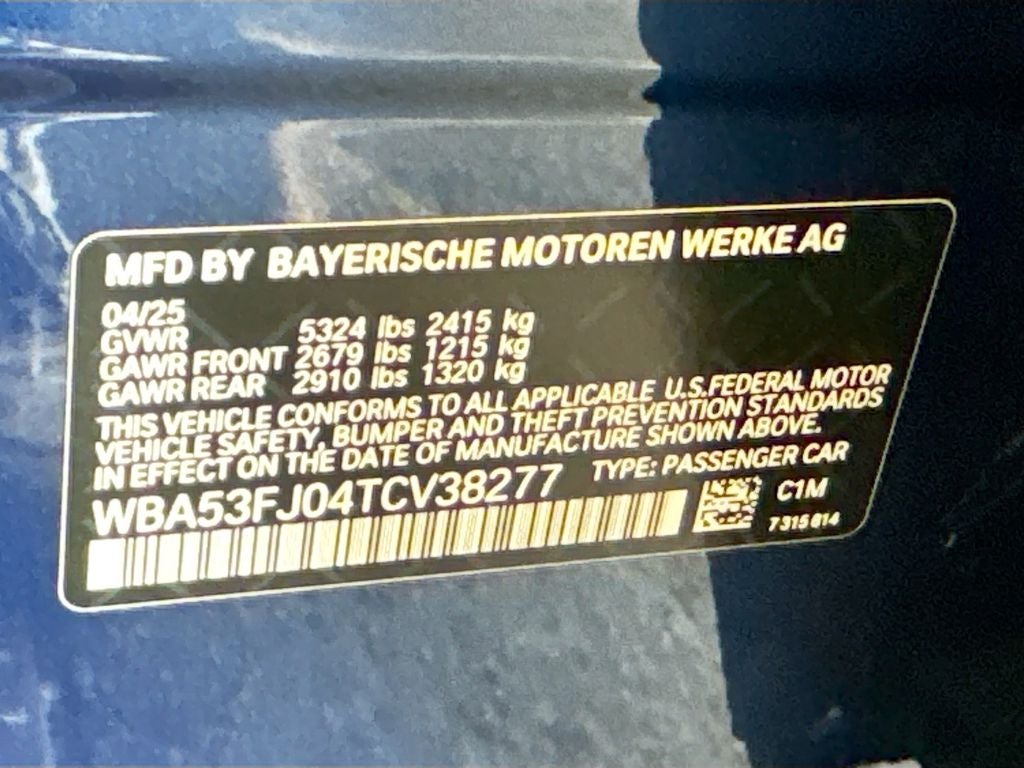 MFD BY BAYERISCHE MOTOREN WERKE AG
04/25
GVWR 5324 lbs 2415 kg
GAWR FRONT 2679 lbs 1215 kg
GAWR REAR 2910 lbs 1320 kg
THIS VEHICLE CONFORMS TO ALL APPLICABLE U.S.FEDERAL MOTOR
VEHICLE SAFETY, BUMPER AND THEFT PREVENTION STANDARDS
IN EFFECT ON THE DATE OF MANUFACTURE SHOWN ABOVE.
WBA53FJ04TCV38277 TYPE: PASSENGER CAR
C1M
7315814